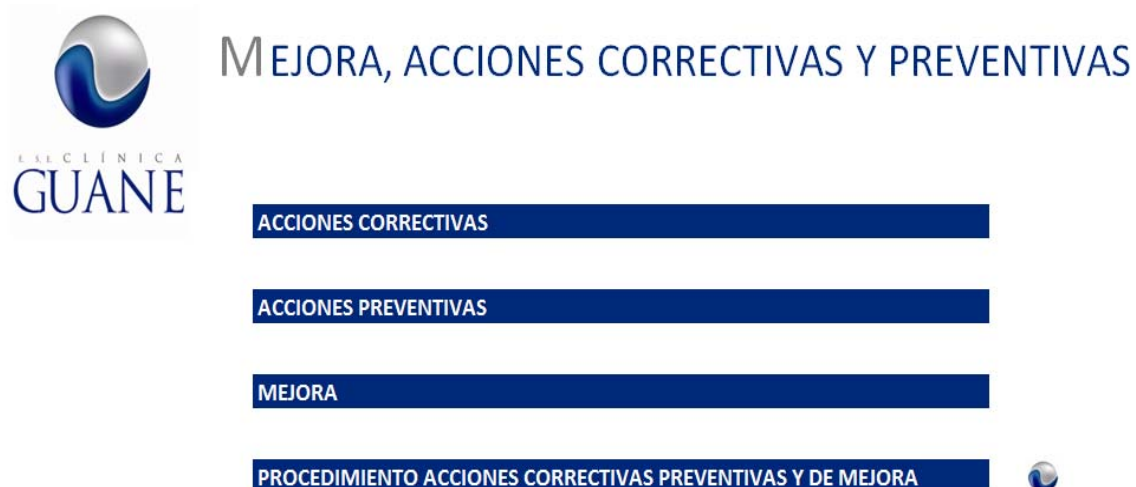 MEJORA, ACCIONES CORRECTIVAS Y PREVENTIVAS
E.S.E. CLÍNICA
GUANE
ACCIONES CORRECTIVAS
ACCIONES PREVENTIVAS
MEJORA
PROCEDIMIENTO ACCIONES CORRECTIVAS PREVENTIVAS Y DE MEJORA